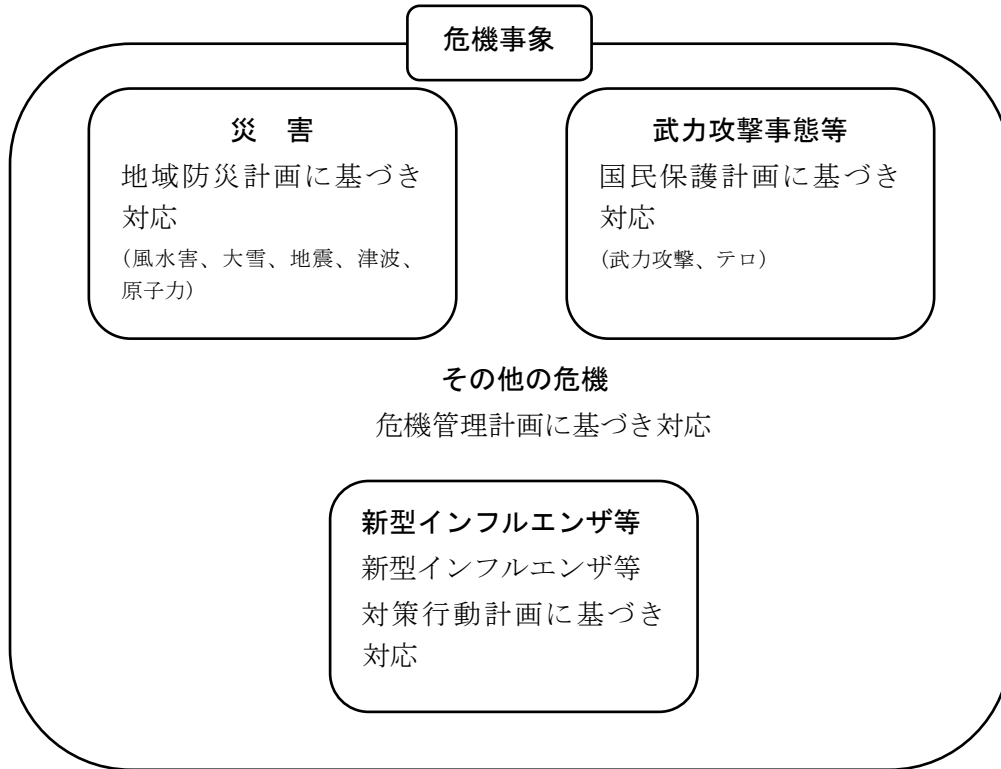 危機事象
災　害
地域防災計画に基づき
対応
(風水害、大雪、地震、津波、
原子力)
武力攻撃事態等
国民保護計画に基づき
対応
(武力攻撃、テロ)
その他の危機
危機管理計画に基づき対応
新型インフルエンザ等
新型インフルエンザ等
対策行動計画に基づき
対応